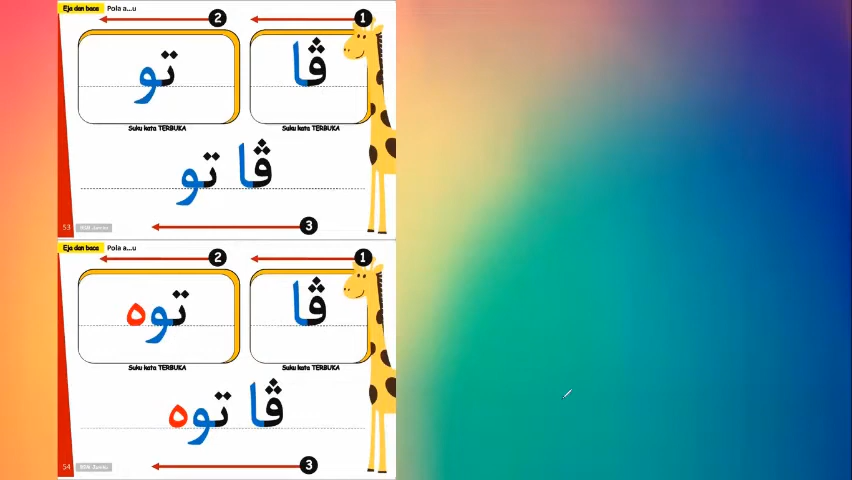 Eja dan baca Pola a...u
2 1
ڤا تو
Suku kata TERBUKA Suku kata TERBUKA
ڤا تو
3
53
Eja dan baca Pola a...u
2 1
ڤا توه
Suku kata TERBUKA Suku kata TERBUKA
ڤا توه
3
54